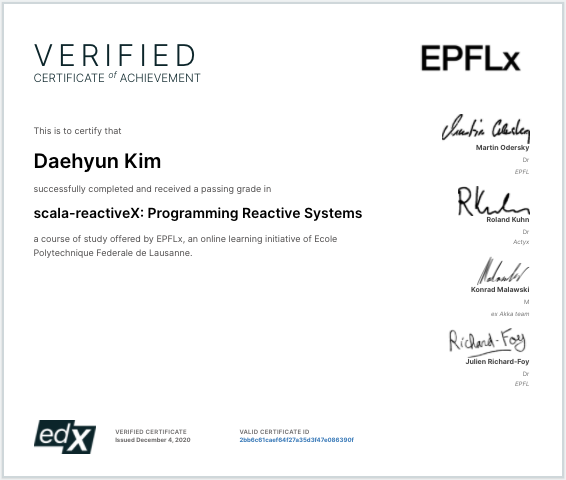 VERIFIED
CERTIFICATE of ACHIEVEMENT
EPFLx
This is to certify that
Daehyun Kim
successfully completed and received a passing grade in
scala-reactiveX: Programming Reactive Systems
a course of study offered by EPFLx, an online learning initiative of Ecole
Polytechnique Federale de Lausanne.
Martin Odersky
Martin Odersky
Dr
EPFL
RKuhn
Roland Kuhn
Dr
Actyx
Malawski
Konrad Malawski
M
ex Akka team
Richard-Foy
Julien Richard-Foy
Dr
EPFL
edX
VERIFIED CERTIFICATE
Issued December 4, 2020
VALID CERTIFICATE ID
2bb6c61caef64f27a35d3f47e086390f